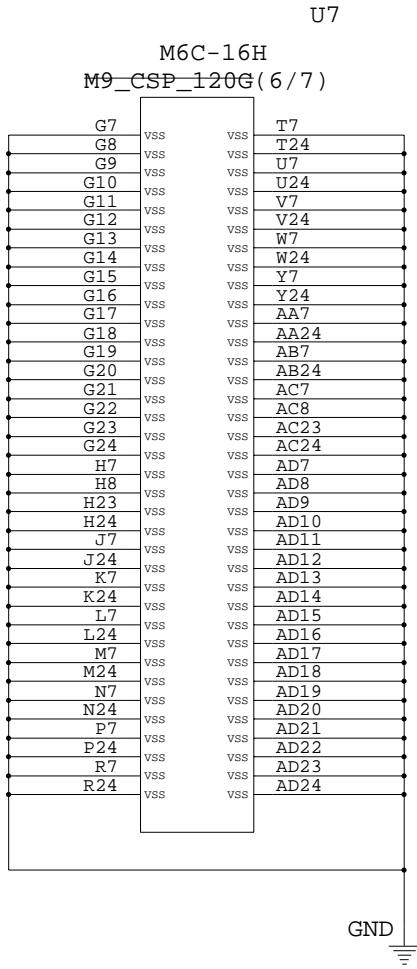 U7
M6C-16H
M9_CSP_120G(6/7)
G7 VSS VSS T7
G8 VSS VSS T24
G9 VSS VSS U7
G10 VSS VSS U24
G11 VSS VSS V7
G12 VSS VSS V24
G13 VSS VSS W7
G14 VSS VSS W24
G15 VSS VSS Y7
G16 VSS VSS Y24
G17 VSS VSS AA7
G18 VSS VSS AA24
G19 VSS VSS AB7
G20 VSS VSS AB24
G21 VSS VSS AC7
G22 VSS VSS AC8
G23 VSS VSS AC23
G24 VSS VSS AC24
H7 VSS VSS AD7
H8 VSS VSS AD8
H23 VSS VSS AD9
H24 VSS VSS AD10
J7 VSS VSS AD11
J24 VSS VSS AD12
K7 VSS VSS AD13
K24 VSS VSS AD14
L7 VSS VSS AD15
L24 VSS VSS AD16
M7 VSS VSS AD17
M24 VSS VSS AD18
N7 VSS VSS AD19
N24 VSS VSS AD20
P7 VSS VSS AD21
P24 VSS VSS AD22
R7 VSS VSS AD23
R24 VSS VSS AD24
GND